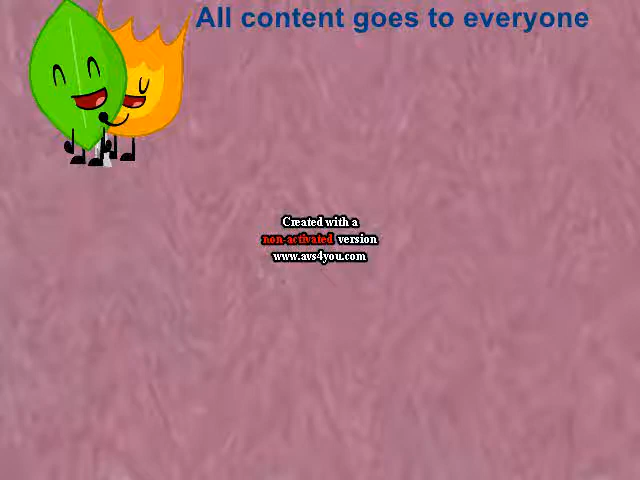 All content goes to everyone
Created with a
non-activated version
www.avs4you.com